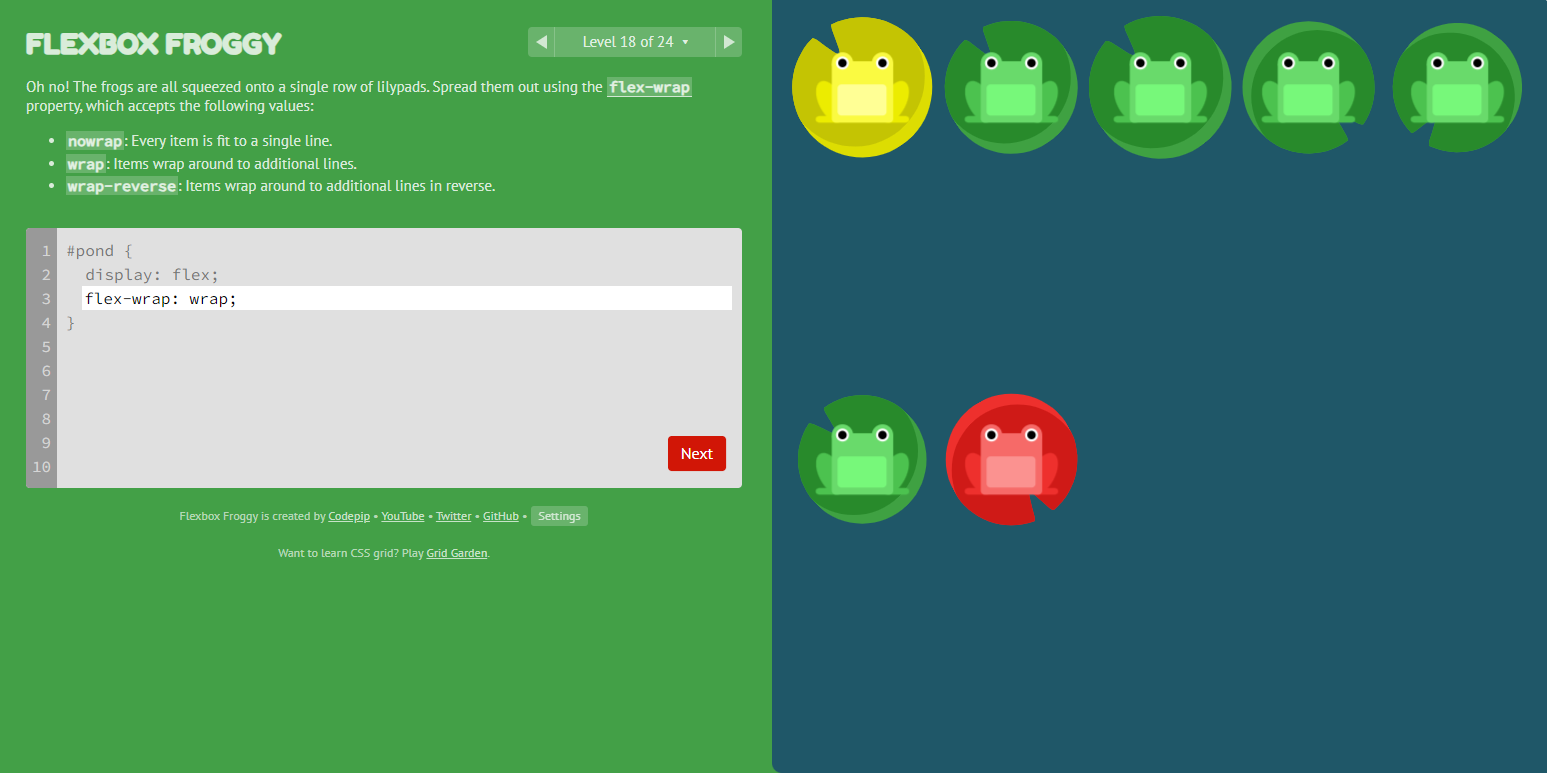 FLEXBOX FROGGY
Level 18 of 24
Oh no! The frogs are all squeezed onto a single row of lilypads. Spread them out using the flex-wrap
property, which accepts the following values:
nowrap: Every item is fit to a single line.
wrap: Items wrap around to additional lines.
wrap-reverse: Items wrap around to additional lines in reverse.
1 #pond {
2 display: flex;
3 flex-wrap: wrap;
4 }
5
6
7
8
9
10
Next
Flexbox Froggy is created by Codepip • YouTube • Twitter • GitHub • Settings
Want to learn CSS grid? Play Grid Garden.